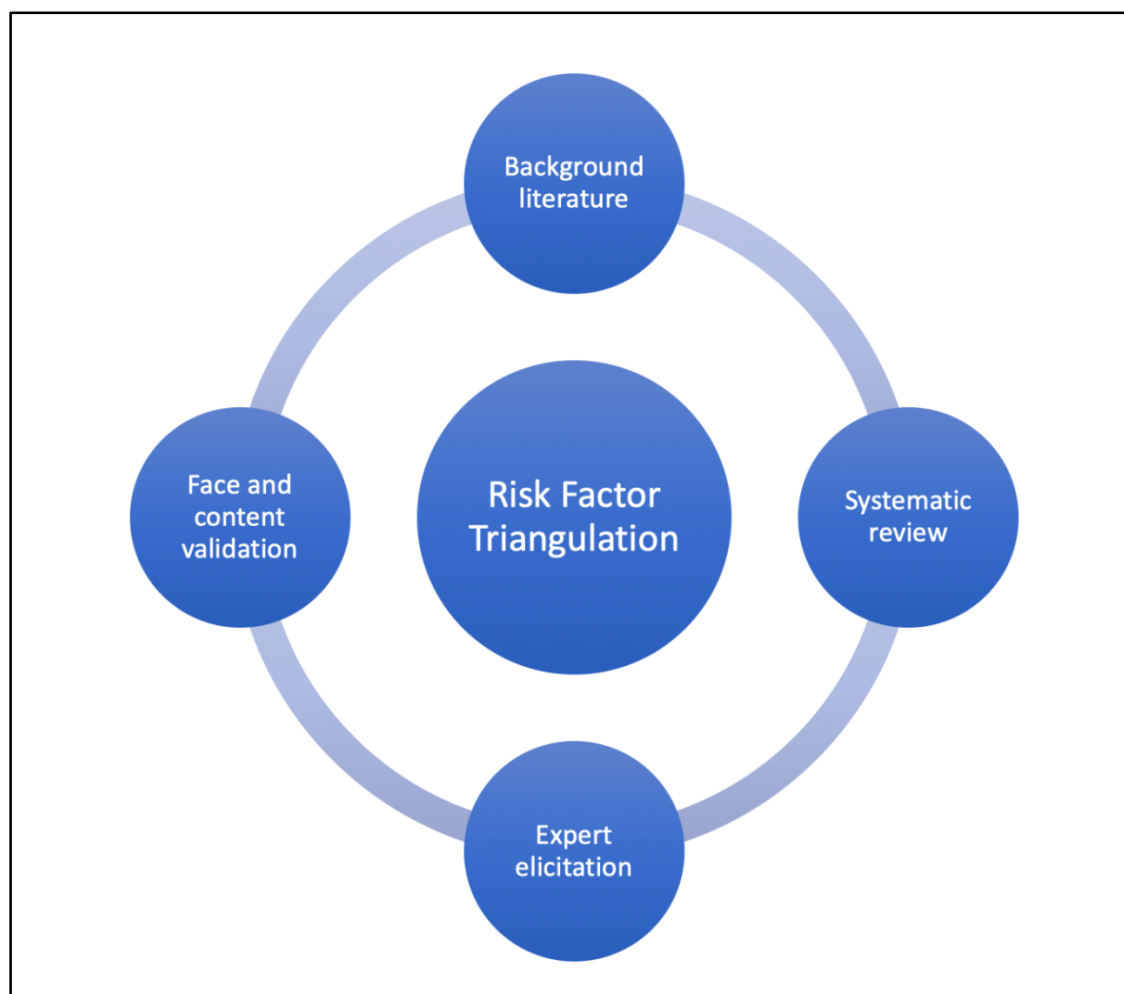 Background
literature
Face and
content
validation
Risk Factor
Triangulation
Systematic
review
Expert
elicitation